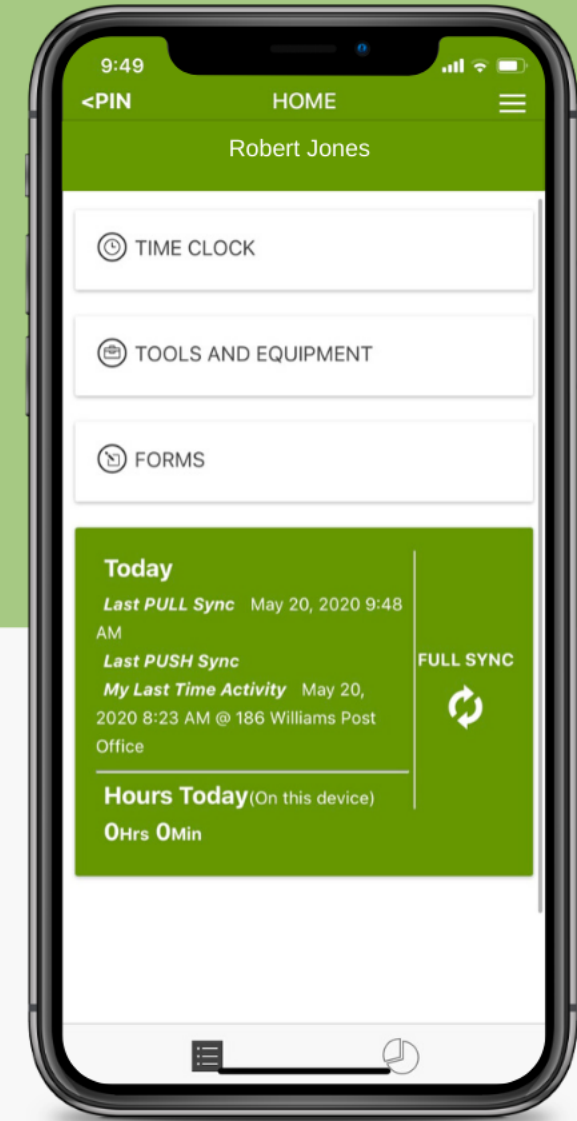 9:49
<PIN HOME
Robert Jones
TIME CLOCK
TOOLS AND EQUIPMENT
FORMS
Today
Last PULL Sync May 20, 2020 9:48
AM
Last PUSH Sync
My Last Time Activity May 20,
2020 8:23 AM @ 186 Williams Post
Office
FULL SYNC
Hours Today(On this device)
0Hrs 0Min